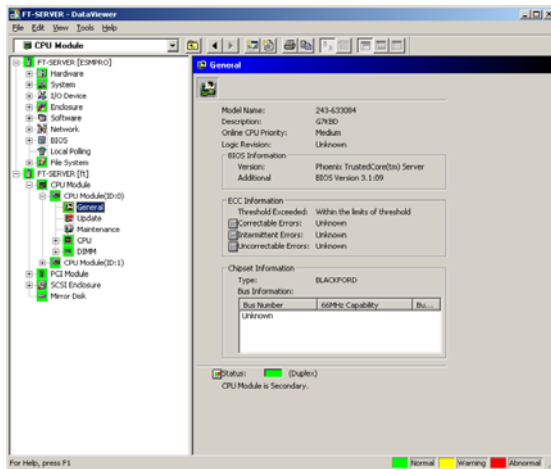 FT-SERVER - DataViewer
File Edit View Tools Help
CPU Module
FT-SERVER [ESMPRO]
Hardware
System
I/O Device
Enclosure
Software
Network
BIOS
Local Polling
File System
FT-SERVER [ft]
CPU Module
CPU Module(ID:0)
General
Update
Maintenance
CPU
DIMM
CPU Module(ID:1)
PCI Module
SCSI Enclosure
Mirror Disk
General
Model Name: 243-633084
Description: G7KBD
Online CPU Priority: Medium
Logic Revision: Unknown
BIOS Information
Version: Phoenix TrustedCore(tm) Server
Additional BIOS Version 3.1:09
ECC Information
Threshold Exceeded: Within the limits of threshold
Correctable Errors: Unknown
Intermittent Errors: Unknown
Uncorrectable Errors: Unknown
Chipset Information
Type: BLACKFORD
Bus Information:
Bus Number 66MHz Capability Bu...
Unknown
Status: (Duplex)
CPU Module is Secondary.
For Help, press F1 Normal Warning Abnormal